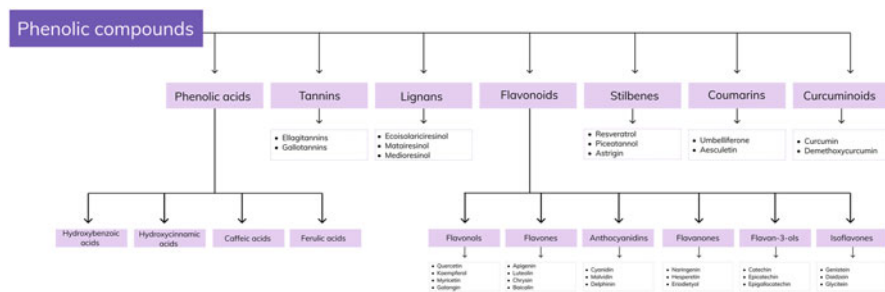 Phenolic compounds
Phenolic acids
Tannins
Lignans
Flavonoids
Stilbenes
Coumarins
Curcuminoids
Ellagitannins
Gallotannins
Ecoisolariciresinol
Matairesinol
Medioresinol
Resveratrol
Piceatannol
Astrigin
Umbelliferone
Aesculetin
Curcumin
Demethoxycurcumin
Hydroxybenzoic
acids
Hydroxycinnamic
acids
Caffeic acids
Ferulic acids
Flavonols
Flavones
Anthocyanidins
Flavanones
Flavan-3-ols
Isoflavones
Quercetin
Kaempferol
Myricetin
Galangin
Apigenin
Luteolin
Chrysin
Baicalin
Cyanidin
Malvidin
Delphinin
Naringenin
Hesperetin
Eriodictyol
Catechin
Epicatechin
Epigallocatechin
Genistein
Daidzein
Glycitein